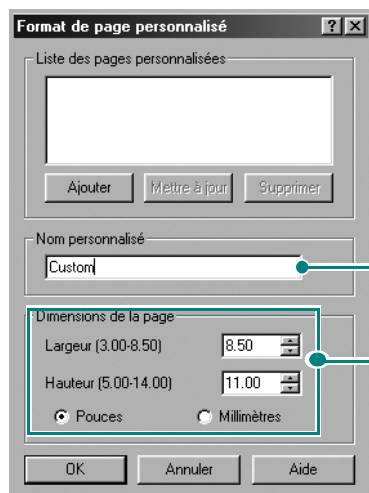 Format de page personnalisé ? ×
Liste des pages personnalisées
Ajouter Mettre à jour Supprimer
Nom personnalisé
Custom
Dimensions de la page
Largeur (3.00-8.50) 8.50
Hauteur (5.00-14.00) 11.00
Pouces Millimètres
OK Annuler Aide